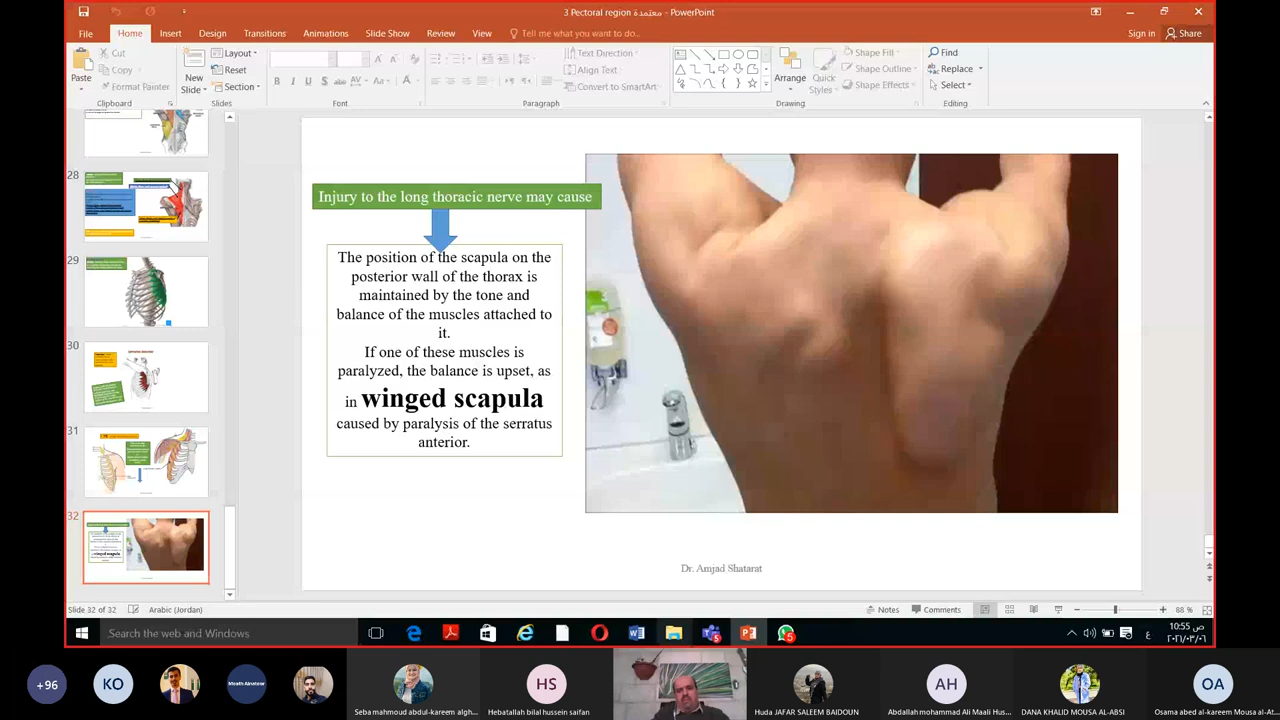 3 Pectoral region معتمدة - PowerPoint
File Home Insert Design Transitions Animations Slide Show Review View Tell me what you want to do... Sign in Share
Paste
Cut
Copy
Format Painter
Clipboard
New Slide
Layout
Reset
Section
Slides
Font
Text Direction
Align Text
Convert to SmartArt
Paragraph
Arrange
Quick Styles
Shape Fill
Shape Outline
Shape Effects
Drawing
Find
Replace
Select
Editing
28
29
30
31
32
Injury to the long thoracic nerve may cause
The position of the scapula on the
posterior wall of the thorax is
maintained by the tone and
balance of the muscles attached to
it.
If one of these muscles is
paralyzed, the balance is upset, as
in winged scapula
caused by paralysis of the serratus
anterior.
Dr. Amjad Shatarat
Slide 32 of 32 Arabic (Jordan) Notes Comments 88 %
Search the web and Windows
5
5
ع
10:55 ص
٢٠٢١/٠٣/٠٦
+96
KO
HS
AH
OA
Seba mahmoud abdul-kareem algh...
Hebatallah bilal hussein saifan
Huda JAFAR SALEEM BAIDOUN
Abdallah mohammad Ali Maali Hus...
DANA KHALID MOUSA AL-ABSI
Osama abed al-kareem Mousa al-At...